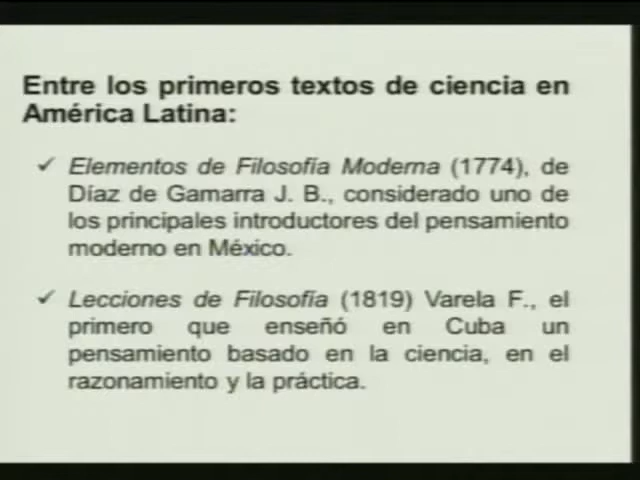 Entre los primeros textos de ciencia en
América Latina:
✓ Elementos de Filosofía Moderna (1774), de
Díaz de Gamarra J. B., considerado uno de
los principales introductores del pensamiento
moderno en México.
✓ Lecciones de Filosofía (1819) Varela F., el
primero que enseñó en Cuba un
pensamiento basado en la ciencia, en el
razonamiento y la práctica.